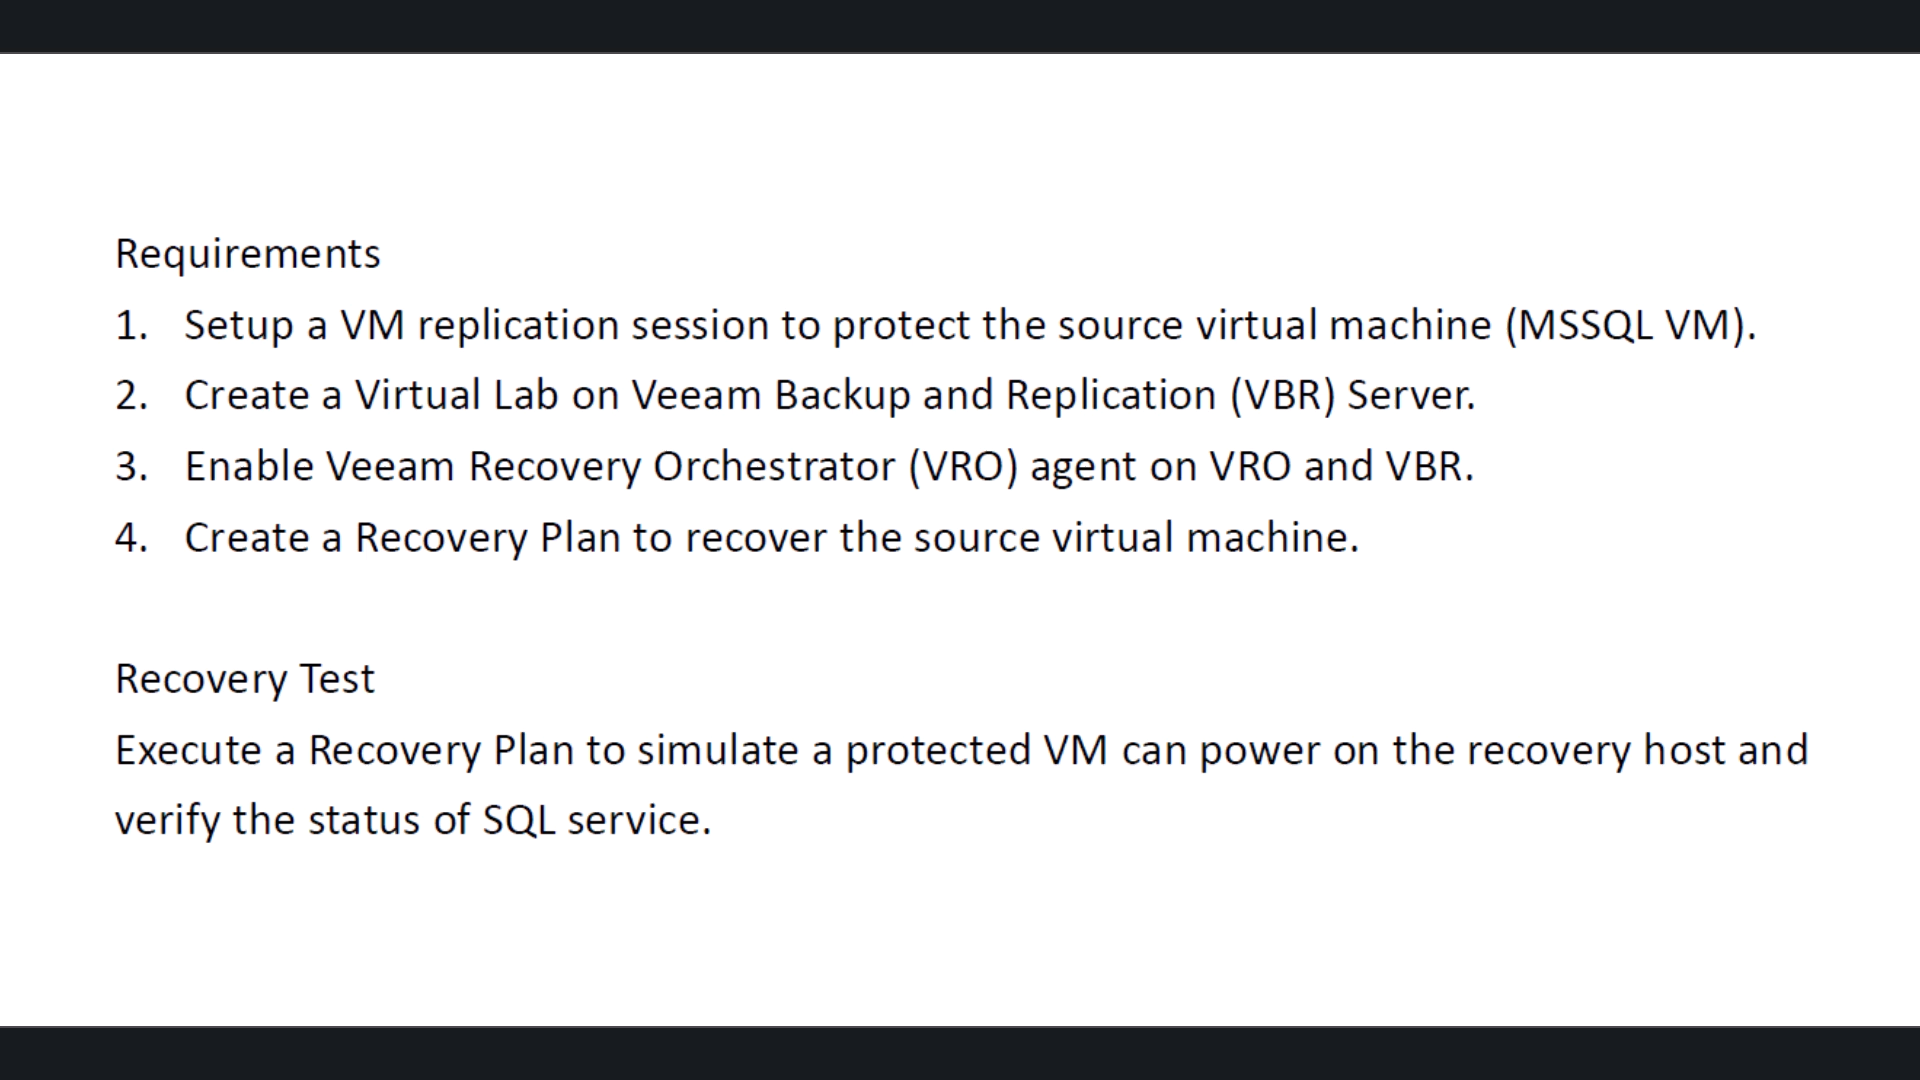 Requirements
1. Setup a VM replication session to protect the source virtual machine (MSSQL VM).
2. Create a Virtual Lab on Veeam Backup and Replication (VBR) Server.
3. Enable Veeam Recovery Orchestrator (VRO) agent on VRO and VBR.
4. Create a Recovery Plan to recover the source virtual machine.
Recovery Test
Execute a Recovery Plan to simulate a protected VM can power on the recovery host and
verify the status of SQL service.